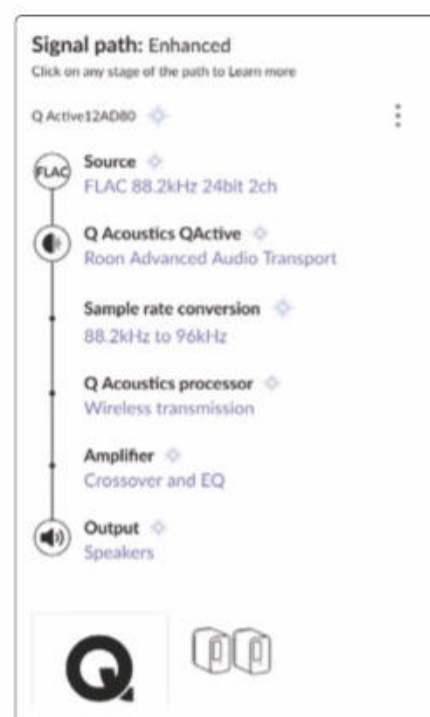 Signal path: Enhanced
Click on any stage of the path to Learn more
Q Active12AD80
FLAC
Source
FLAC 88.2kHz 24bit 2ch
Q Acoustics QActive
Roon Advanced Audio Transport
Sample rate conversion
88.2kHz to 96kHz
Q Acoustics processor
Wireless transmission
Amplifier
Crossover and EQ
Output
Speakers
Q